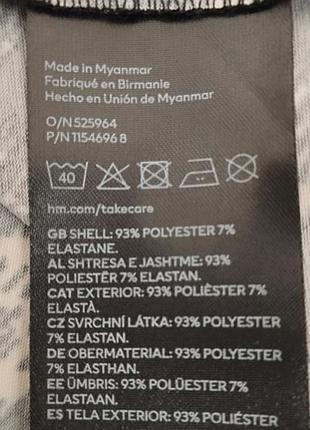 Made in Myanmar
Fabriqué en Birmanie
Hecho en Unión de Myanmar
O/N 525964
P/N 1154696 8
40
hm.com/takecare
GB SHELL: 93% POLYESTER 7%
ELASTANE.
AL SHTRESA E JASHTME: 93%
POLIESTËR 7% ELASTAN.
CAT EXTERIOR: 93% POLIÈSTER 7%
ELASTÀ.
CZ SVRCHNÍ LÁTKA: 93% POLYESTER
7% ELASTAN.
DE OBERMATERIAL: 93% POLYESTER
7% ELASTHAN.
EE ÜMBRIS: 93% POLÜESTER 7%
ELASTAAN.
ES TELA EXTERIOR: 93% POLIÉSTER